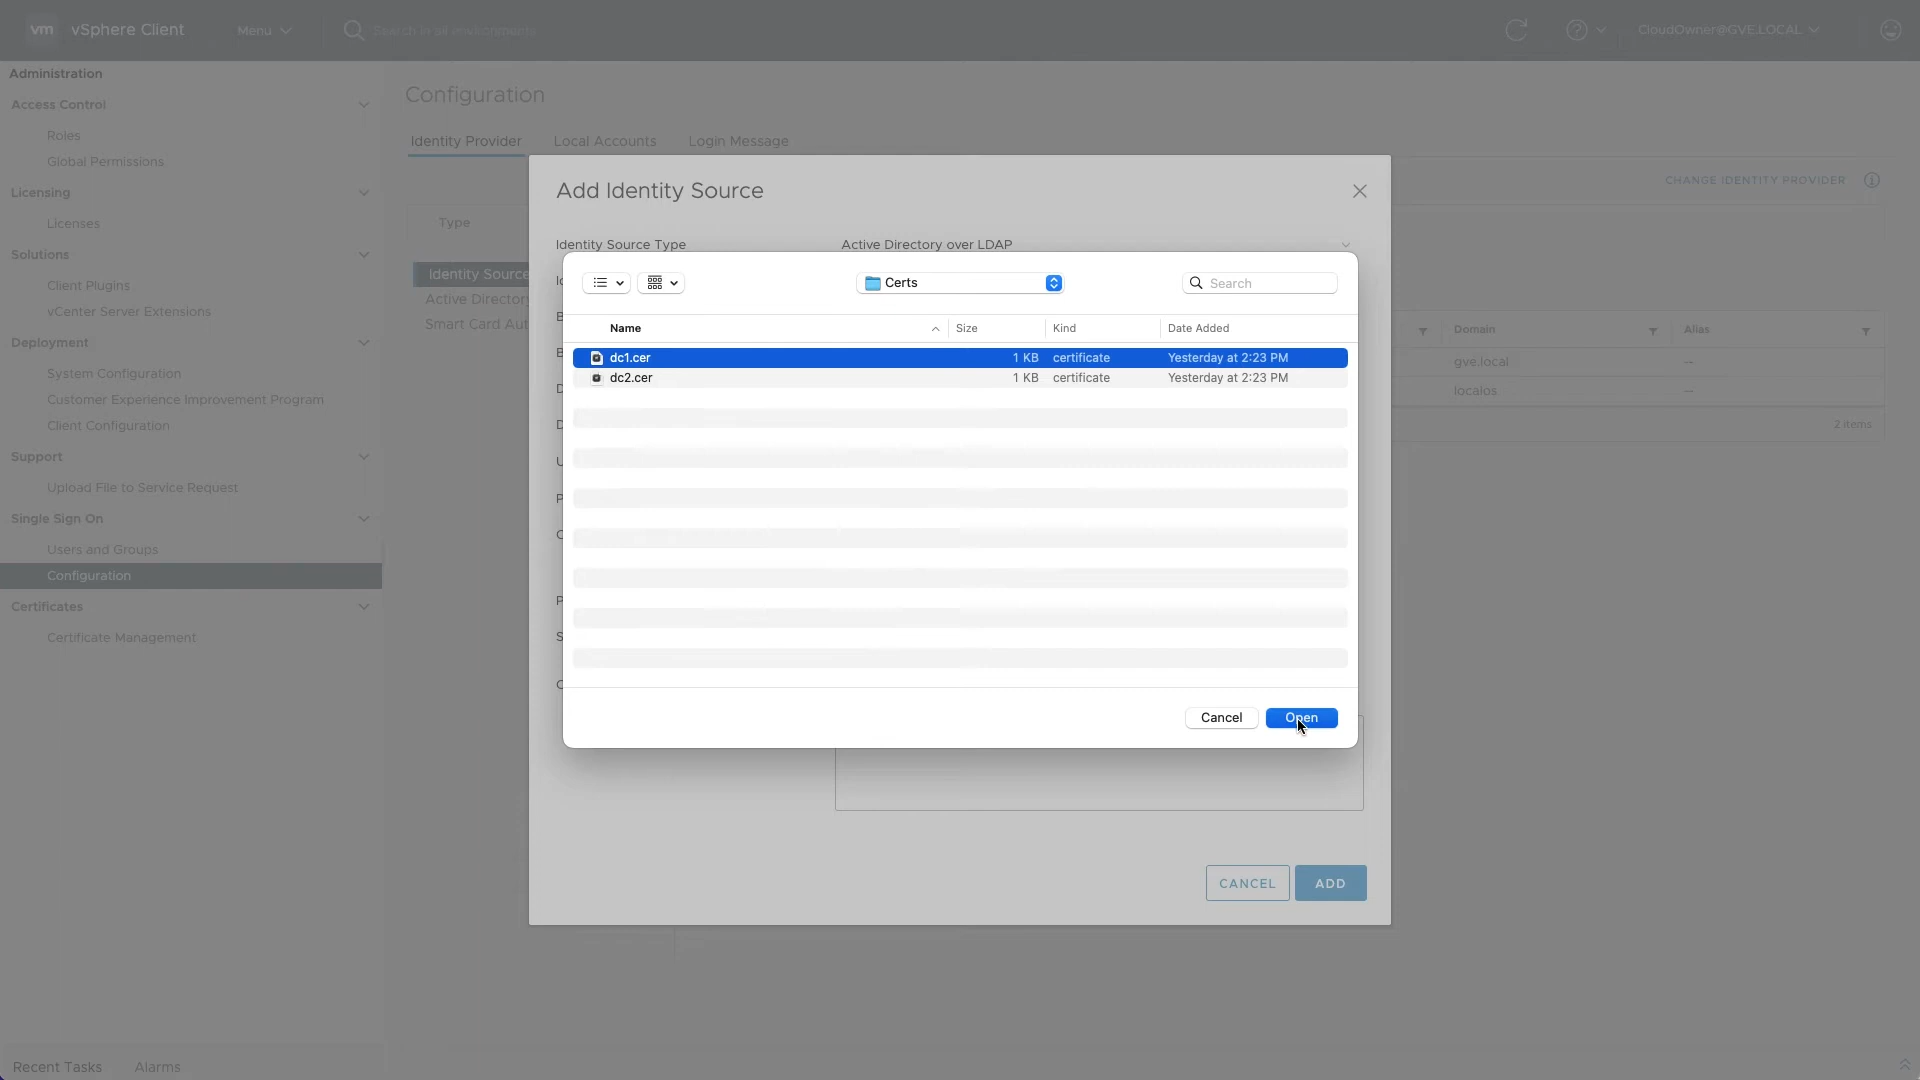 vm vSphere Client Menu Search in all environments CloudOwner@GVE.LOCAL
Administration
Access Control
Roles
Global Permissions
Licensing
Licenses
Solutions
Client Plugins
vCenter Server Extensions
Deployment
System Configuration
Customer Experience Improvement Program
Client Configuration
Support
Upload File to Service Request
Single Sign On
Users and Groups
Configuration
Certificates
Certificate Management
Configuration
Identity Provider Local Accounts Login Message
CHANGE IDENTITY PROVIDER
Type
Identity Source
Active Directory
Smart Card Aut
Domain Alias
gve.local --
localos --
2 items
Add Identity Source
Identity Source Type Active Directory over LDAP
Certs Search
Name Size Kind Date Added
dc1.cer 1 KB certificate Yesterday at 2:23 PM
dc2.cer 1 KB certificate Yesterday at 2:23 PM
Cancel Open
CANCEL ADD
Recent Tasks Alarms